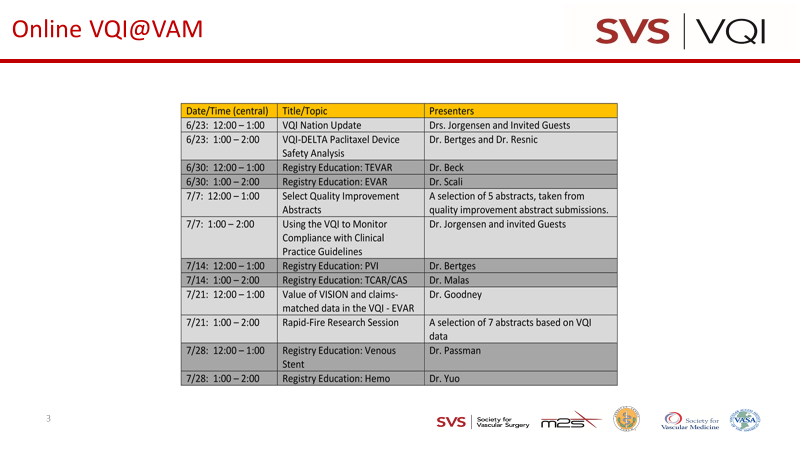 Online VQI@VAM
SVS | VQI
Date/Time (central) Title/Topic Presenters
6/23: 12:00 – 1:00 VQI Nation Update Drs. Jorgensen and Invited Guests
6/23: 1:00 – 2:00 VQI-DELTA Paclitaxel Device Dr. Bertges and Dr. Resnic
Safety Analysis
6/30: 12:00 – 1:00 Registry Education: TEVAR Dr. Beck
6/30: 1:00 – 2:00 Registry Education: EVAR Dr. Scali
7/7: 12:00 – 1:00 Select Quality Improvement A selection of 5 abstracts, taken from
Abstracts quality improvement abstract submissions.
7/7: 1:00 – 2:00 Using the VQI to Monitor Dr. Jorgensen and invited Guests
Compliance with Clinical
Practice Guidelines
7/14: 12:00 – 1:00 Registry Education: PVI Dr. Bertges
7/14: 1:00 – 2:00 Registry Education: TCAR/CAS Dr. Malas
7/21: 12:00 – 1:00 Value of VISION and claims- Dr. Goodney
matched data in the VQI - EVAR
7/21: 1:00 – 2:00 Rapid-Fire Research Session A selection of 7 abstracts based on VQI
data
7/28: 12:00 – 1:00 Registry Education: Venous Dr. Passman
Stent
7/28: 1:00 – 2:00 Registry Education: Hemo Dr. Yuo
3
SVS | Society for
Vascular Surgery
m2s
Society for
Vascular Medicine
VASA